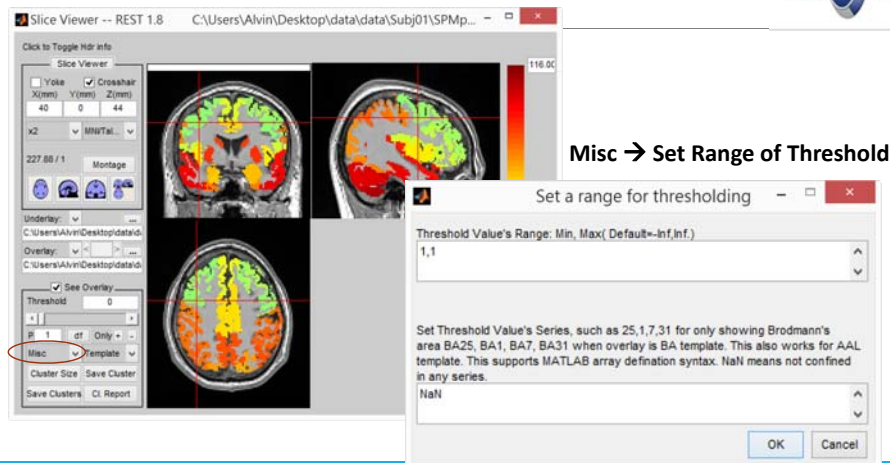 Slice Viewer -- REST 1.8 C:\Users\Alvin\Desktop\data\data\Subj01\SPMp...
Click to Toggle Hdr info
Slice Viewer
Yoke Crosshair
X(mm) Y(mm) Z(mm)
40 0 44
x2 MNI/Tal...
227.88 / 1 Montage
Underlay: ...
C:\Users\Alvin\Desktop\data\da
Overlay: < > ...
C:\Users\Alvin\Desktop\data\da
See Overlay
Threshold 0
P 1 df Only + -
Misc Template
Cluster Size Save Cluster
Save Clusters Cl. Report
116.00
Misc → Set Range of Threshold
Set a range for thresholding
Threshold Value's Range: Min, Max( Default=-Inf,Inf.)
1,1
Set Threshold Value's Series, such as 25,1,7,31 for only showing Brodmann's
area BA25, BA1, BA7, BA31 when overlay is BA template. This also works for AAL
template. This supports MATLAB array defination syntax. NaN means not confined
in any series.
NaN
OK Cancel